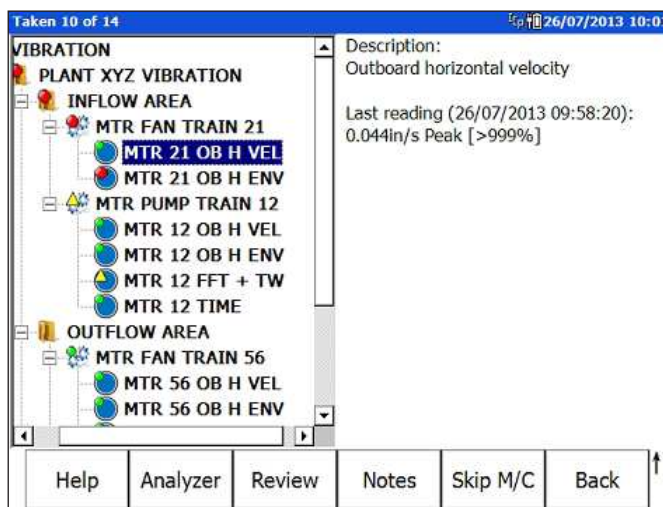 Taken 10 of 14
26/07/2013 10:01
VIBRATION
PLANT XYZ VIBRATION
INFLOW AREA
MTR FAN TRAIN 21
MTR 21 OB H VEL
MTR 21 OB H ENV
MTR PUMP TRAIN 12
MTR 12 OB H VEL
MTR 12 OB H ENV
MTR 12 FFT + TW
MTR 12 TIME
OUTFLOW AREA
MTR FAN TRAIN 56
MTR 56 OB H VEL
MTR 56 OB H ENV
Description:
Outboard horizontal velocity
Last reading (26/07/2013 09:58:20):
0.044in/s Peak [>999%]
Help
Analyzer
Review
Notes
Skip M/C
Back